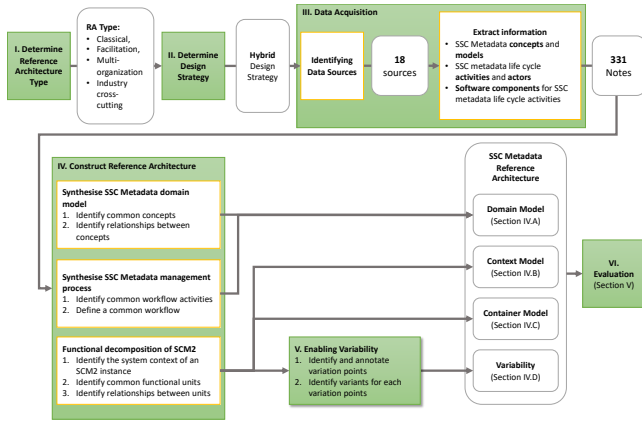 I. Determine
Reference
Architecture
Type
RA Type:
• Classical,
• Facilitation,
• Multi-
organization
• Industry
cross-
cutting
II. Determine
Design
Strategy
Hybrid
Design
Strategy
III. Data Acquisition
Identifying
Data Sources
18
sources
Extract information
• SSC Metadata concepts and
models
• SSC metadata life cycle
activities and actors
• Software components for SSC
metadata life cycle activities
331
Notes
IV. Construct Reference Architecture
Synthesise SSC Metadata domain
model
1. Identify common concepts
2. Identify relationships between
concepts
Synthesise SSC Metadata management
process
1. Identify common workflow activities
2. Define a common workflow
Functional decomposition of SCM2
1. Identify the system context of an
SCM2 instance
2. Identify common functional units
3. Identify relationships between units
V. Enabling Variability
1. Identify and annotate
variation points
2. Identify variants for each
variation points
SSC Metadata
Reference
Architecture
Domain Model
(Section IV.A)
Context Model
(Section IV.B)
Container Model
(Section IV.C)
Variability
(Section IV.D)
VI.
Evaluation
(Section V)